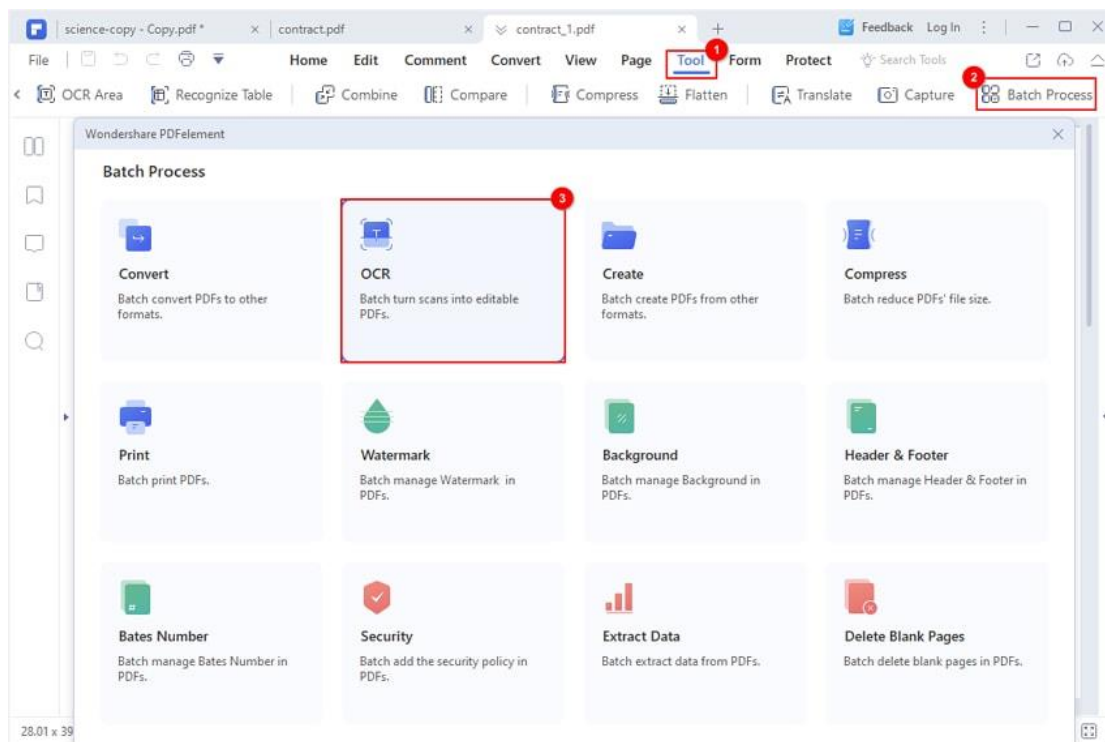 science-copy - Copy.pdf * contract.pdf contract_1.pdf Feedback Log In
File Home Edit Comment Convert View Page Tool Form Protect Search Tools
1
2
OCR Area Recognize Table Combine Compare Compress Flatten Translate Capture Batch Process
Wondershare PDFelement
Batch Process
3
Convert
Batch convert PDFs to other
formats.
OCR
Batch turn scans into editable
PDFs.
Create
Batch create PDFs from other
formats.
Compress
Batch reduce PDFs' file size.
Print
Batch print PDFs.
Watermark
Batch manage Watermark in
PDFs.
Background
Batch manage Background in
PDFs.
Header & Footer
Batch manage Header & Footer in
PDFs.
Bates Number
Batch manage Bates Number in
PDFs.
Security
Batch add the security policy in
PDFs.
Extract Data
Batch extract data from PDFs.
Delete Blank Pages
Batch delete blank pages in PDFs.
28.01 x 39